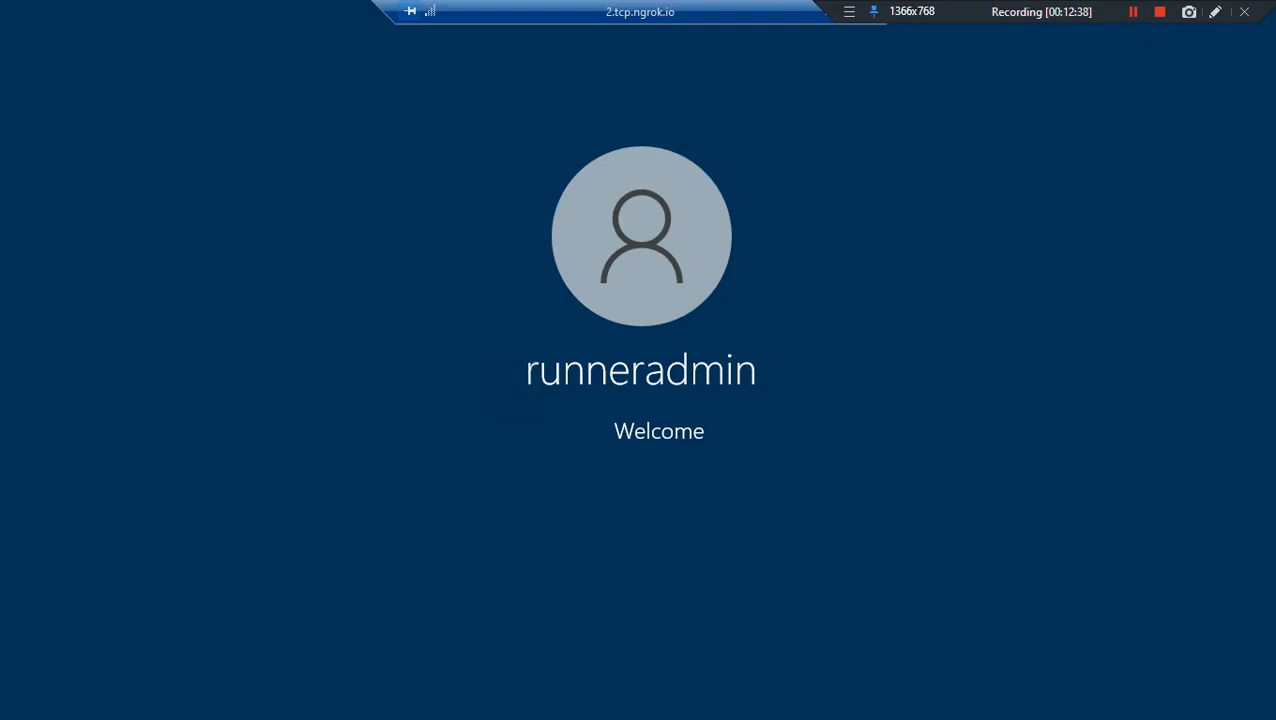 2.tcp.ngrok.io
1366x768
Recording [00:12:38]
runneradmin
Welcome